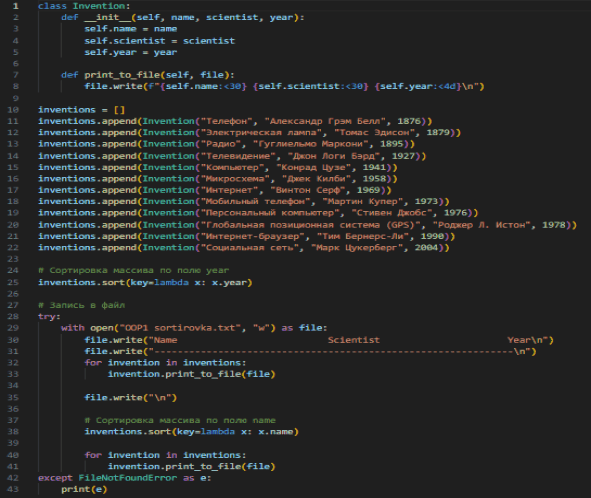 1 class Invention:
2     def __init__(self, name, scientist, year):
3         self.name = name
4         self.scientist = scientist
5         self.year = year
6
7     def print_to_file(self, file):
8         file.write(f"{self.name:<30} {self.scientist:<30} {self.year:<4d}\n")
9
10 inventions = []
11 inventions.append(Invention("Телефон", "Александр Грэм Белл", 1876))
12 inventions.append(Invention("Электрическая лампа", "Томас Эдисон", 1879))
13 inventions.append(Invention("Радио", "Гуглиельмо Маркони", 1895))
14 inventions.append(Invention("Телевидение", "Джон Логи Бэрд", 1927))
15 inventions.append(Invention("Компьютер", "Конрад Цузе", 1941))
16 inventions.append(Invention("Микросхема", "Джек Килби", 1958))
17 inventions.append(Invention("Интернет", "Винтон Серф", 1969))
18 inventions.append(Invention("Мобильный телефон", "Мартин Купер", 1973))
19 inventions.append(Invention("Персональный компьютер", "Стивен Джобс", 1976))
20 inventions.append(Invention("Глобальная позиционная система (GPS)", "Роджер Л. Истон", 1978))
21 inventions.append(Invention("Интернет-браузер", "Тим Бернерс-Ли", 1990))
22 inventions.append(Invention("Социальная сеть", "Марк Цукерберг", 2004))
23
24 # Сортировка массива по полю year
25 inventions.sort(key=lambda x: x.year)
26
27 # Запись в файл
28 try:
29     with open("OOP1 sortirovka.txt", "w") as file:
30         file.write("Name                          Scientist                      Year\n")
31         file.write("---------------------------------------------------------------\n")
32         for invention in inventions:
33             invention.print_to_file(file)
34
35         file.write("\n")
36
37         # Сортировка массива по полю name
38         inventions.sort(key=lambda x: x.name)
39
40         for invention in inventions:
41             invention.print_to_file(file)
42 except FileNotFoundError as e:
43     print(e)